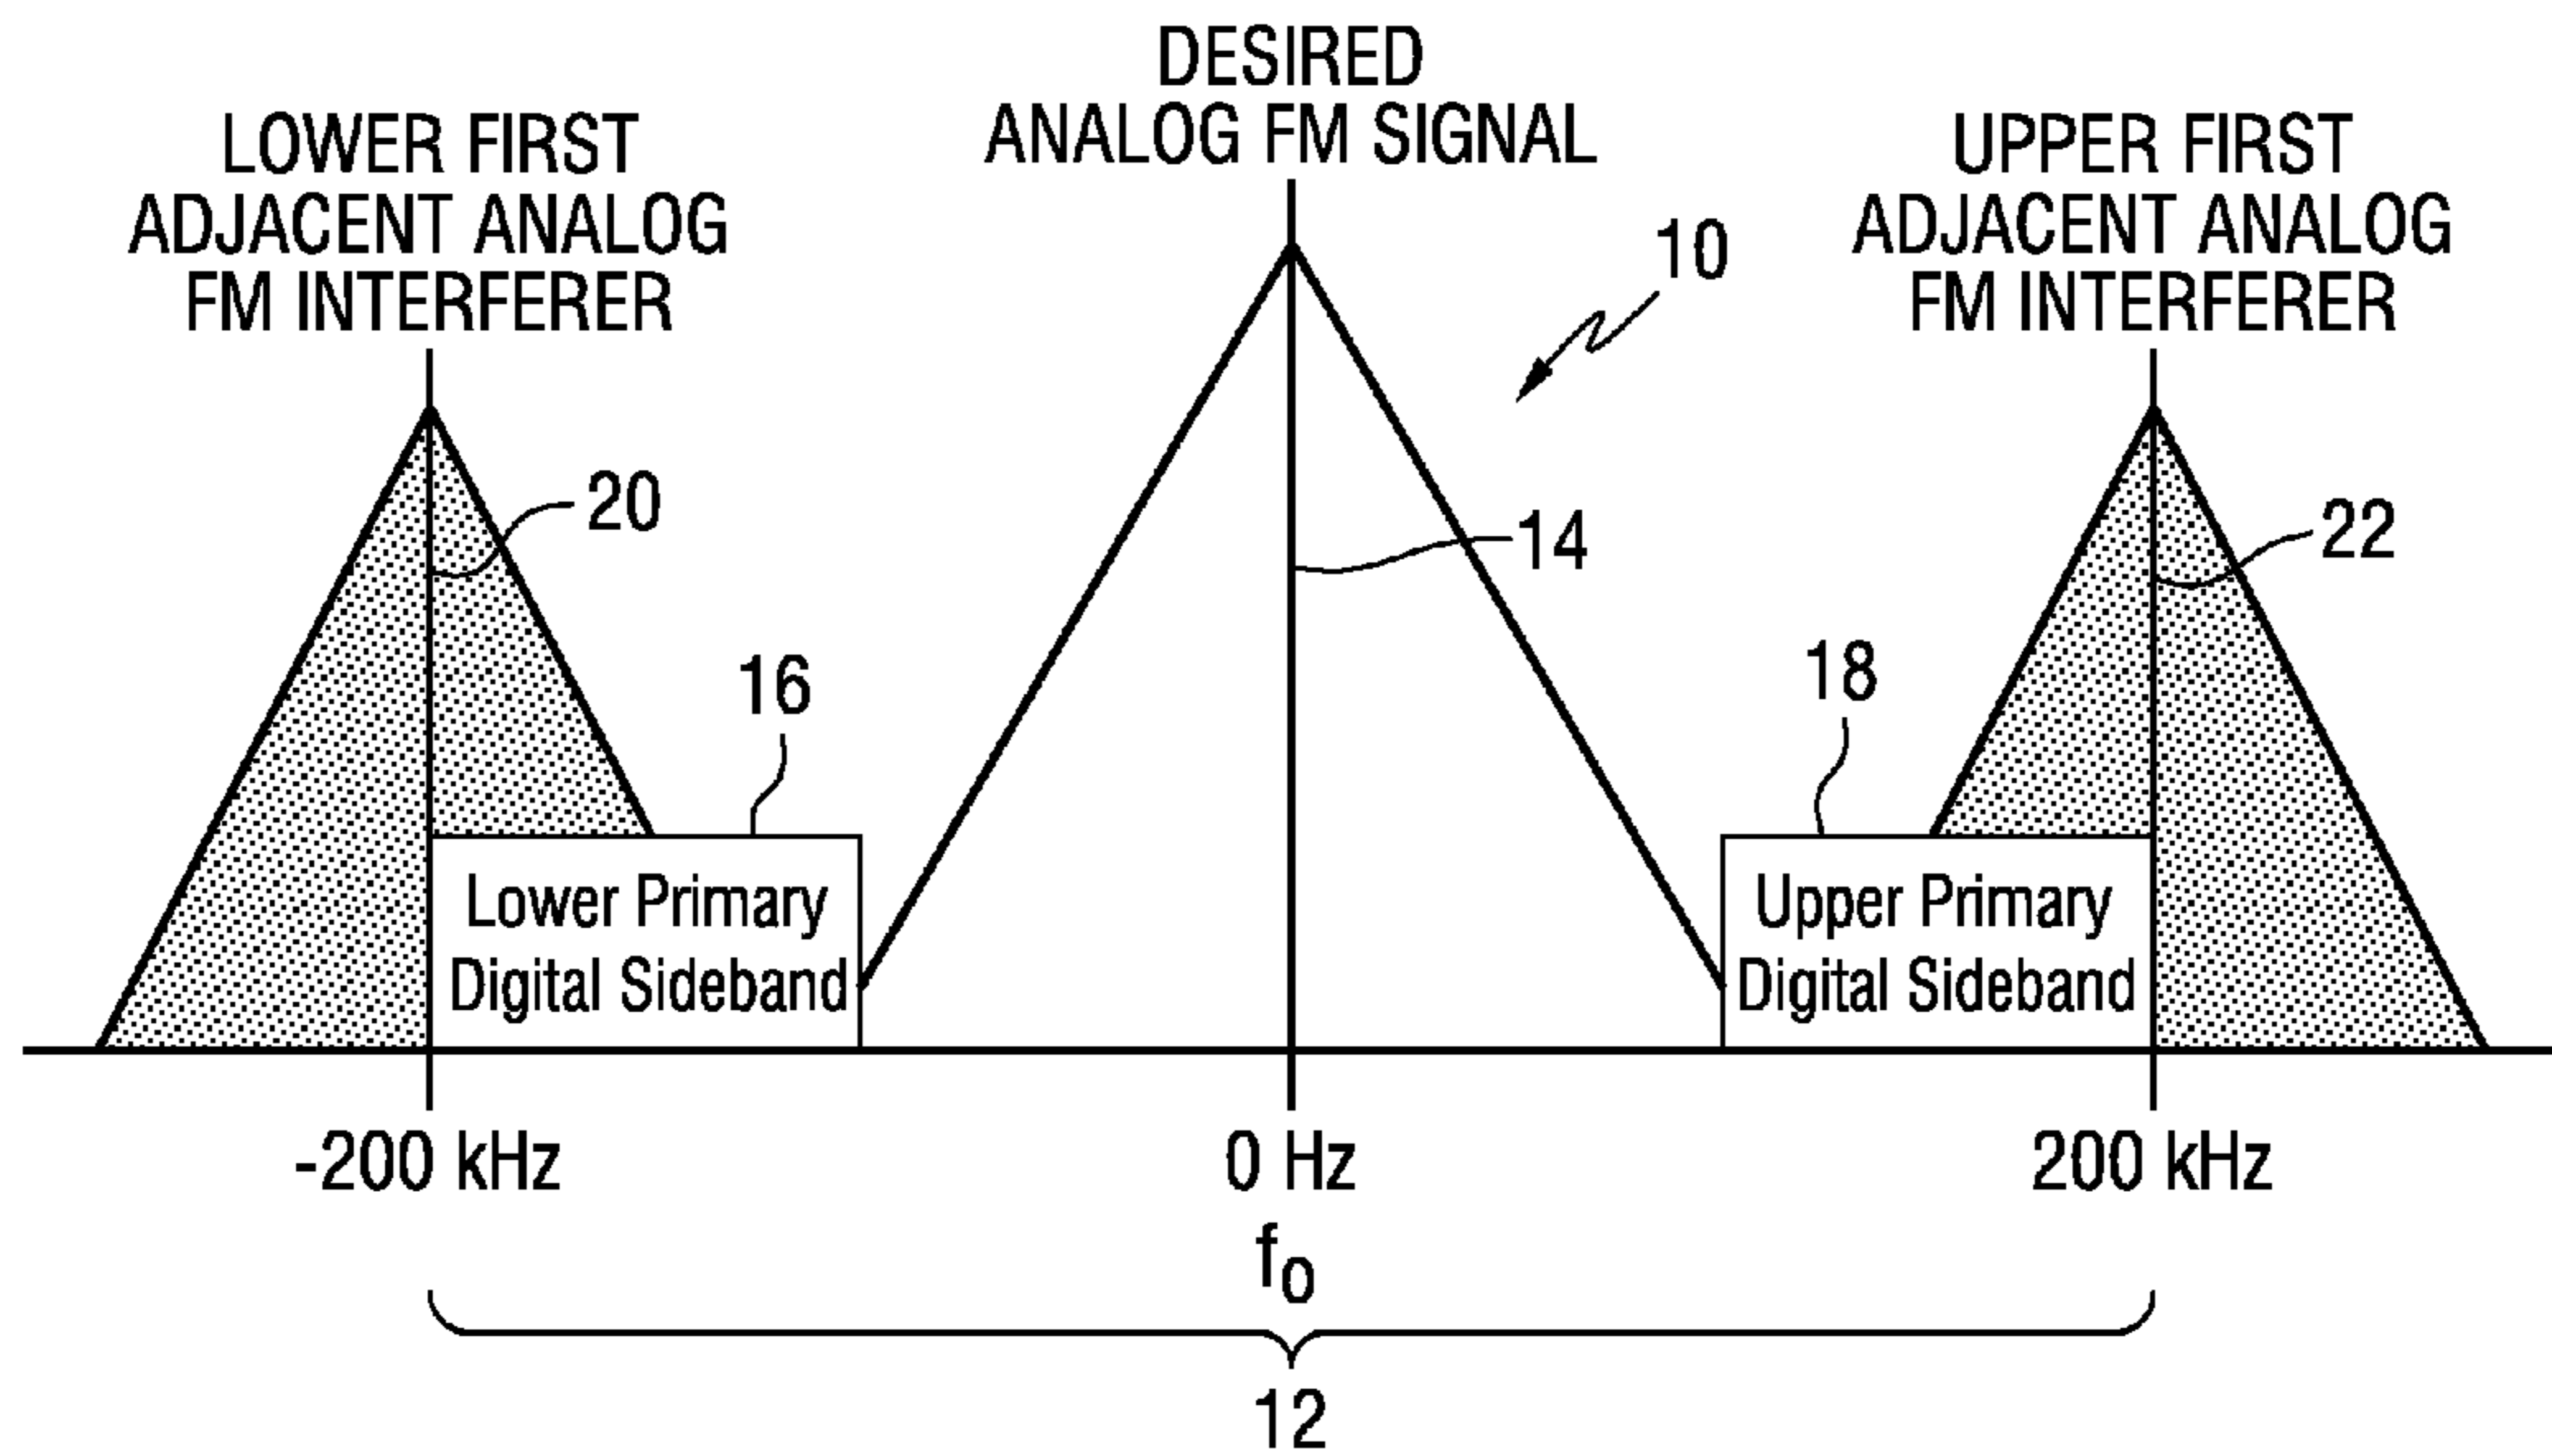 DESIRED
ANALOG FM SIGNAL
LOWER FIRST
ADJACENT ANALOG
FM INTERFERER
UPPER FIRST
ADJACENT ANALOG
FM INTERFERER
10
20
14
22
16
18
Lower Primary
Digital Sideband
Upper Primary
Digital Sideband
-200 kHz
0 Hz
200 kHz
fo
12